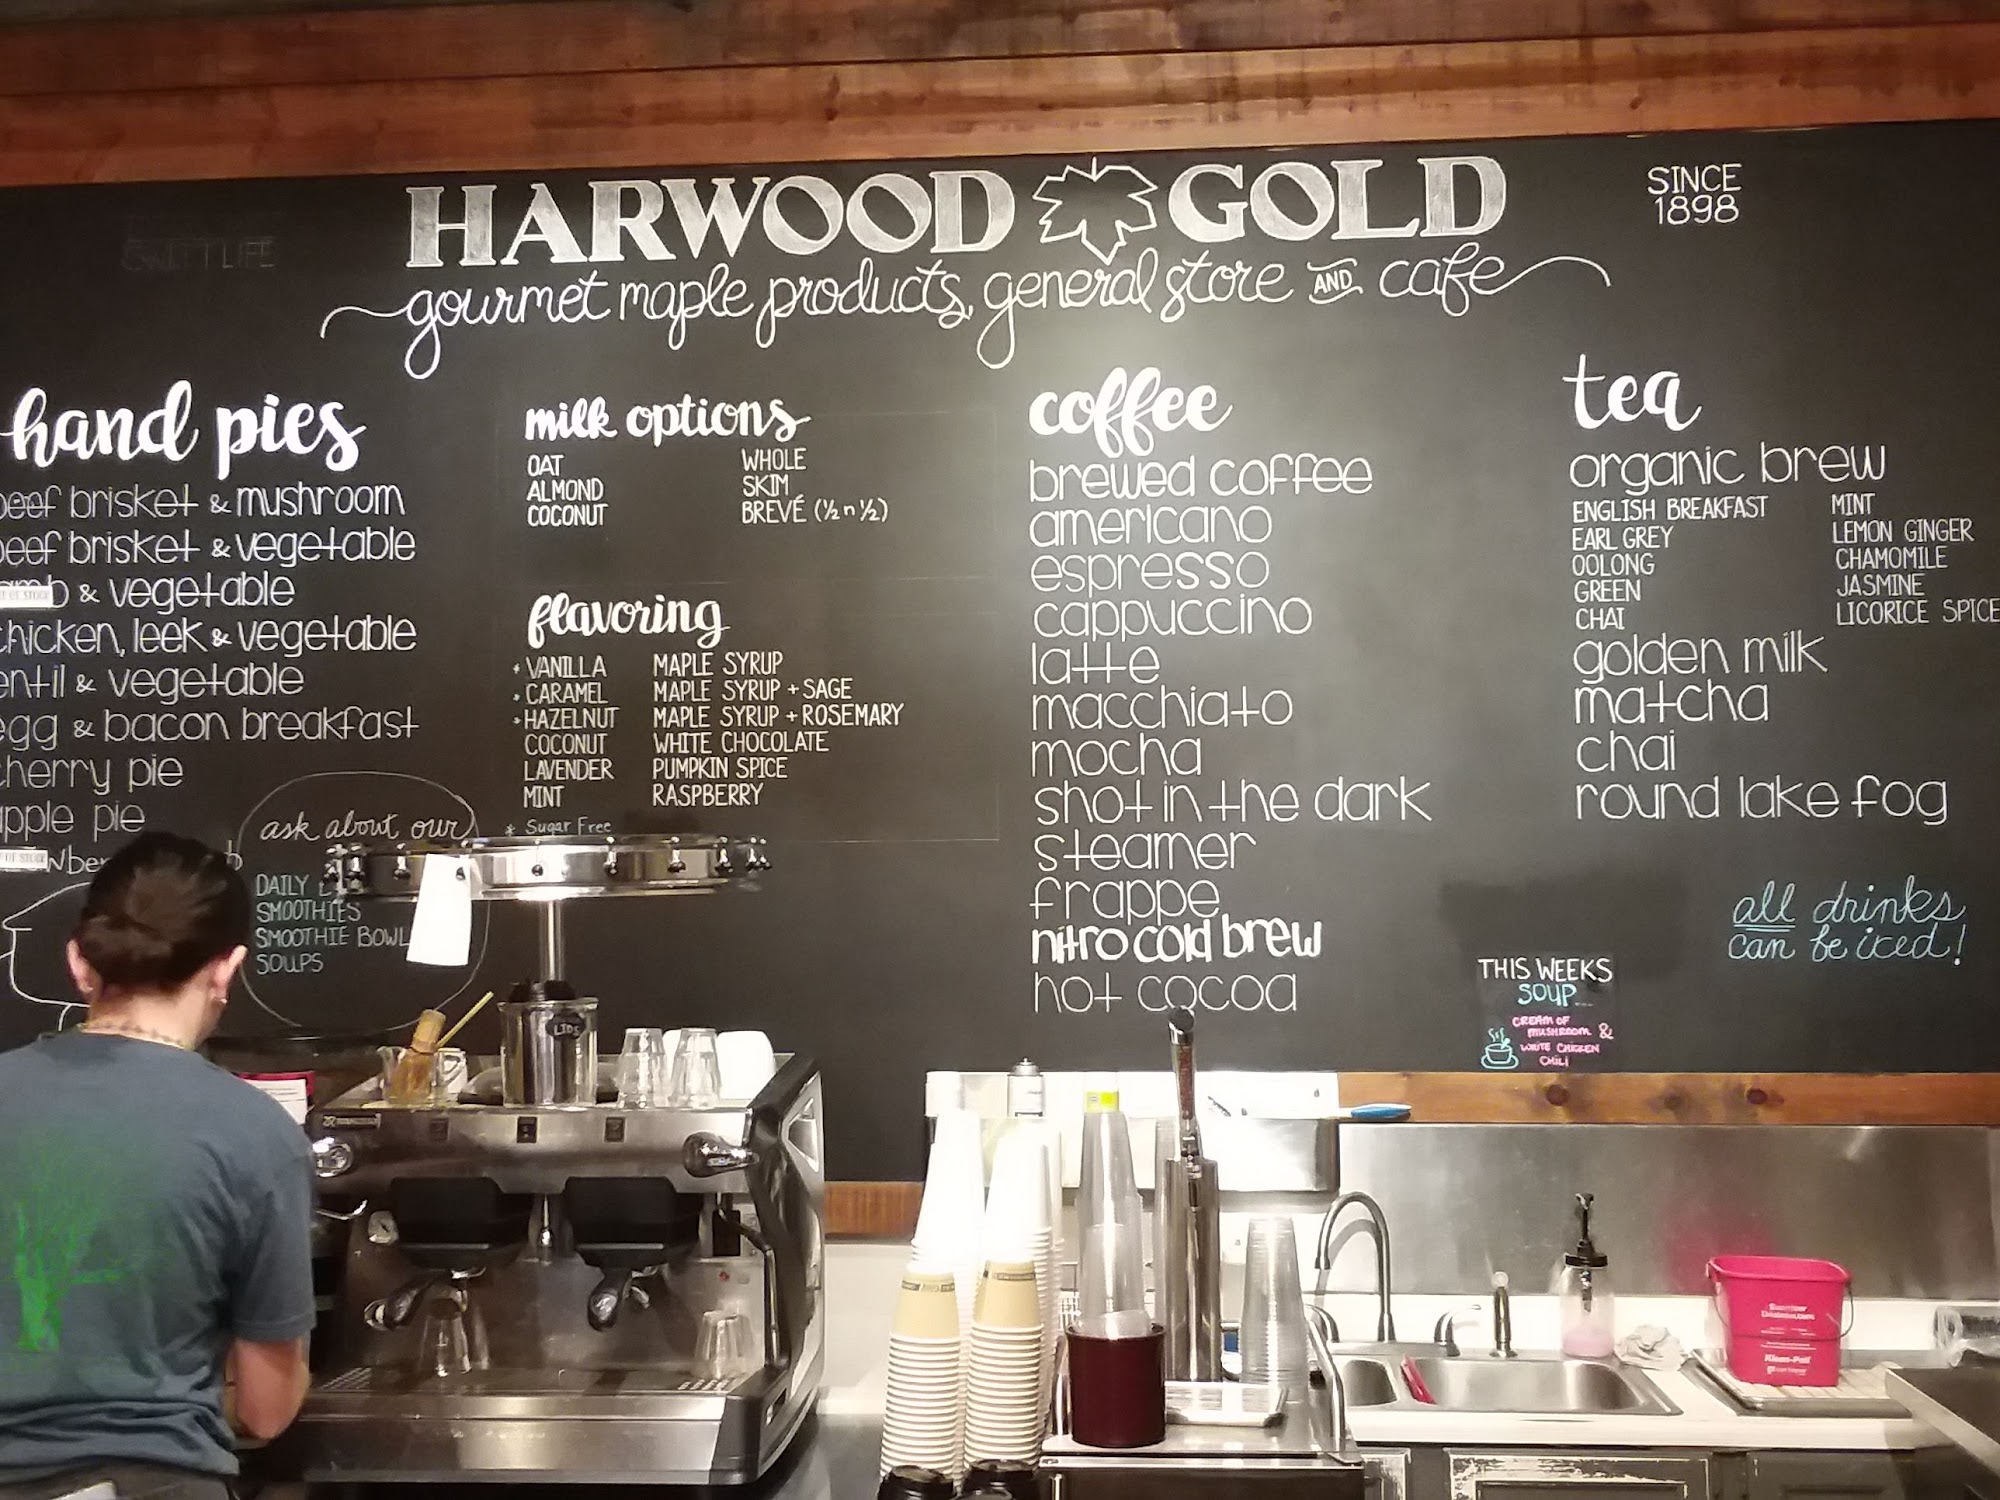 HARWOOD GOLD
SINCE
1898
gourmet maple products, general store AND cafe
hand pies
beef brisket & mushroom
beef brisket & vegetable
& vegetable
chicken, leek & vegetable
lentil & vegetable
egg & bacon breakfast
cherry pie
apple pie
ask about our
DAILY
SMOOTHIES
SMOOTHIE BOWL
SOUPS
milk options
OAT WHOLE
ALMOND SKIM
COCONUT BREVÉ (½ n ½)
flavoring
* VANILLA MAPLE SYRUP
* CARAMEL MAPLE SYRUP + SAGE
* HAZELNUT MAPLE SYRUP + ROSEMARY
COCONUT WHITE CHOCOLATE
LAVENDER PUMPKIN SPICE
MINT RASPBERRY
* Sugar Free
LIDS
coffee
brewed coffee
americano
espresso
cappuccino
latte
macchiato
mocha
shot in the dark
steamer
frappe
nitro cold brew
hot cocoa
tea
organic brew
ENGLISH BREAKFAST MINT
EARL GREY LEMON GINGER
OOLONG CHAMOMILE
GREEN JASMINE
CHAI LICORICE SPICE
golden milk
matcha
chai
round lake fog
all drinks
can be iced!
THIS WEEKS
SOUP...
CREAM OF
MUSHROOM &
WHITE CHICKEN
CHILI
Kleen-Pail